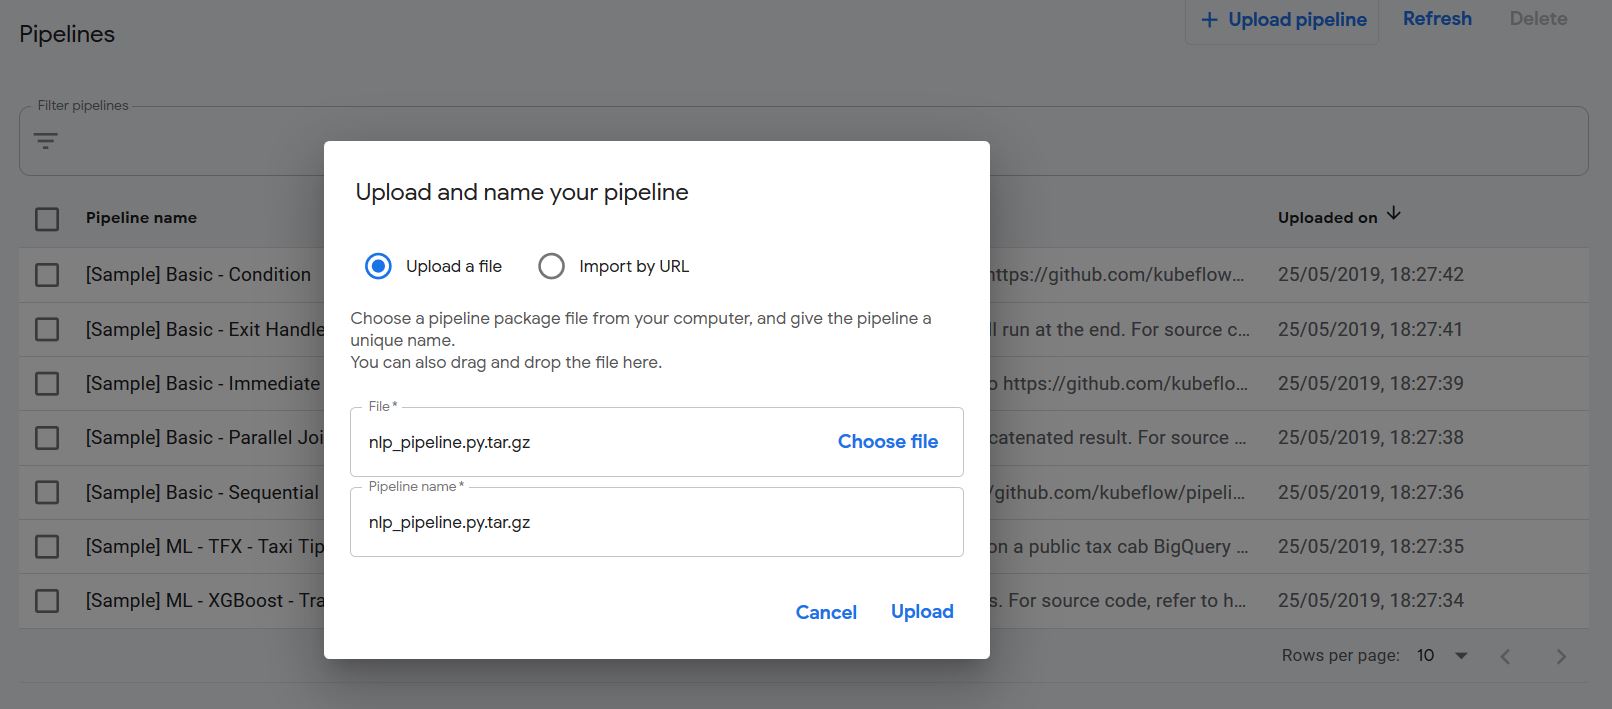 Pipelines
+ Upload pipeline Refresh Delete
Filter pipelines
Pipeline name Uploaded on
[Sample] Basic - Condition https://github.com/kubeflow... 25/05/2019, 18:27:42
[Sample] Basic - Exit Handle run at the end. For source c... 25/05/2019, 18:27:41
[Sample] Basic - Immediate https://github.com/kubeflo... 25/05/2019, 18:27:39
[Sample] Basic - Parallel Joi catenated result. For source ... 25/05/2019, 18:27:38
[Sample] Basic - Sequential /github.com/kubeflow/pipeli... 25/05/2019, 18:27:36
[Sample] ML - TFX - Taxi Tip on a public tax cab BigQuery ... 25/05/2019, 18:27:35
[Sample] ML - XGBoost - Tra s. For source code, refer to h... 25/05/2019, 18:27:34
Rows per page: 10
Upload and name your pipeline
Upload a file Import by URL
Choose a pipeline package file from your computer, and give the pipeline a
unique name.
You can also drag and drop the file here.
File *
nlp_pipeline.py.tar.gz Choose file
Pipeline name *
nlp_pipeline.py.tar.gz
Cancel Upload